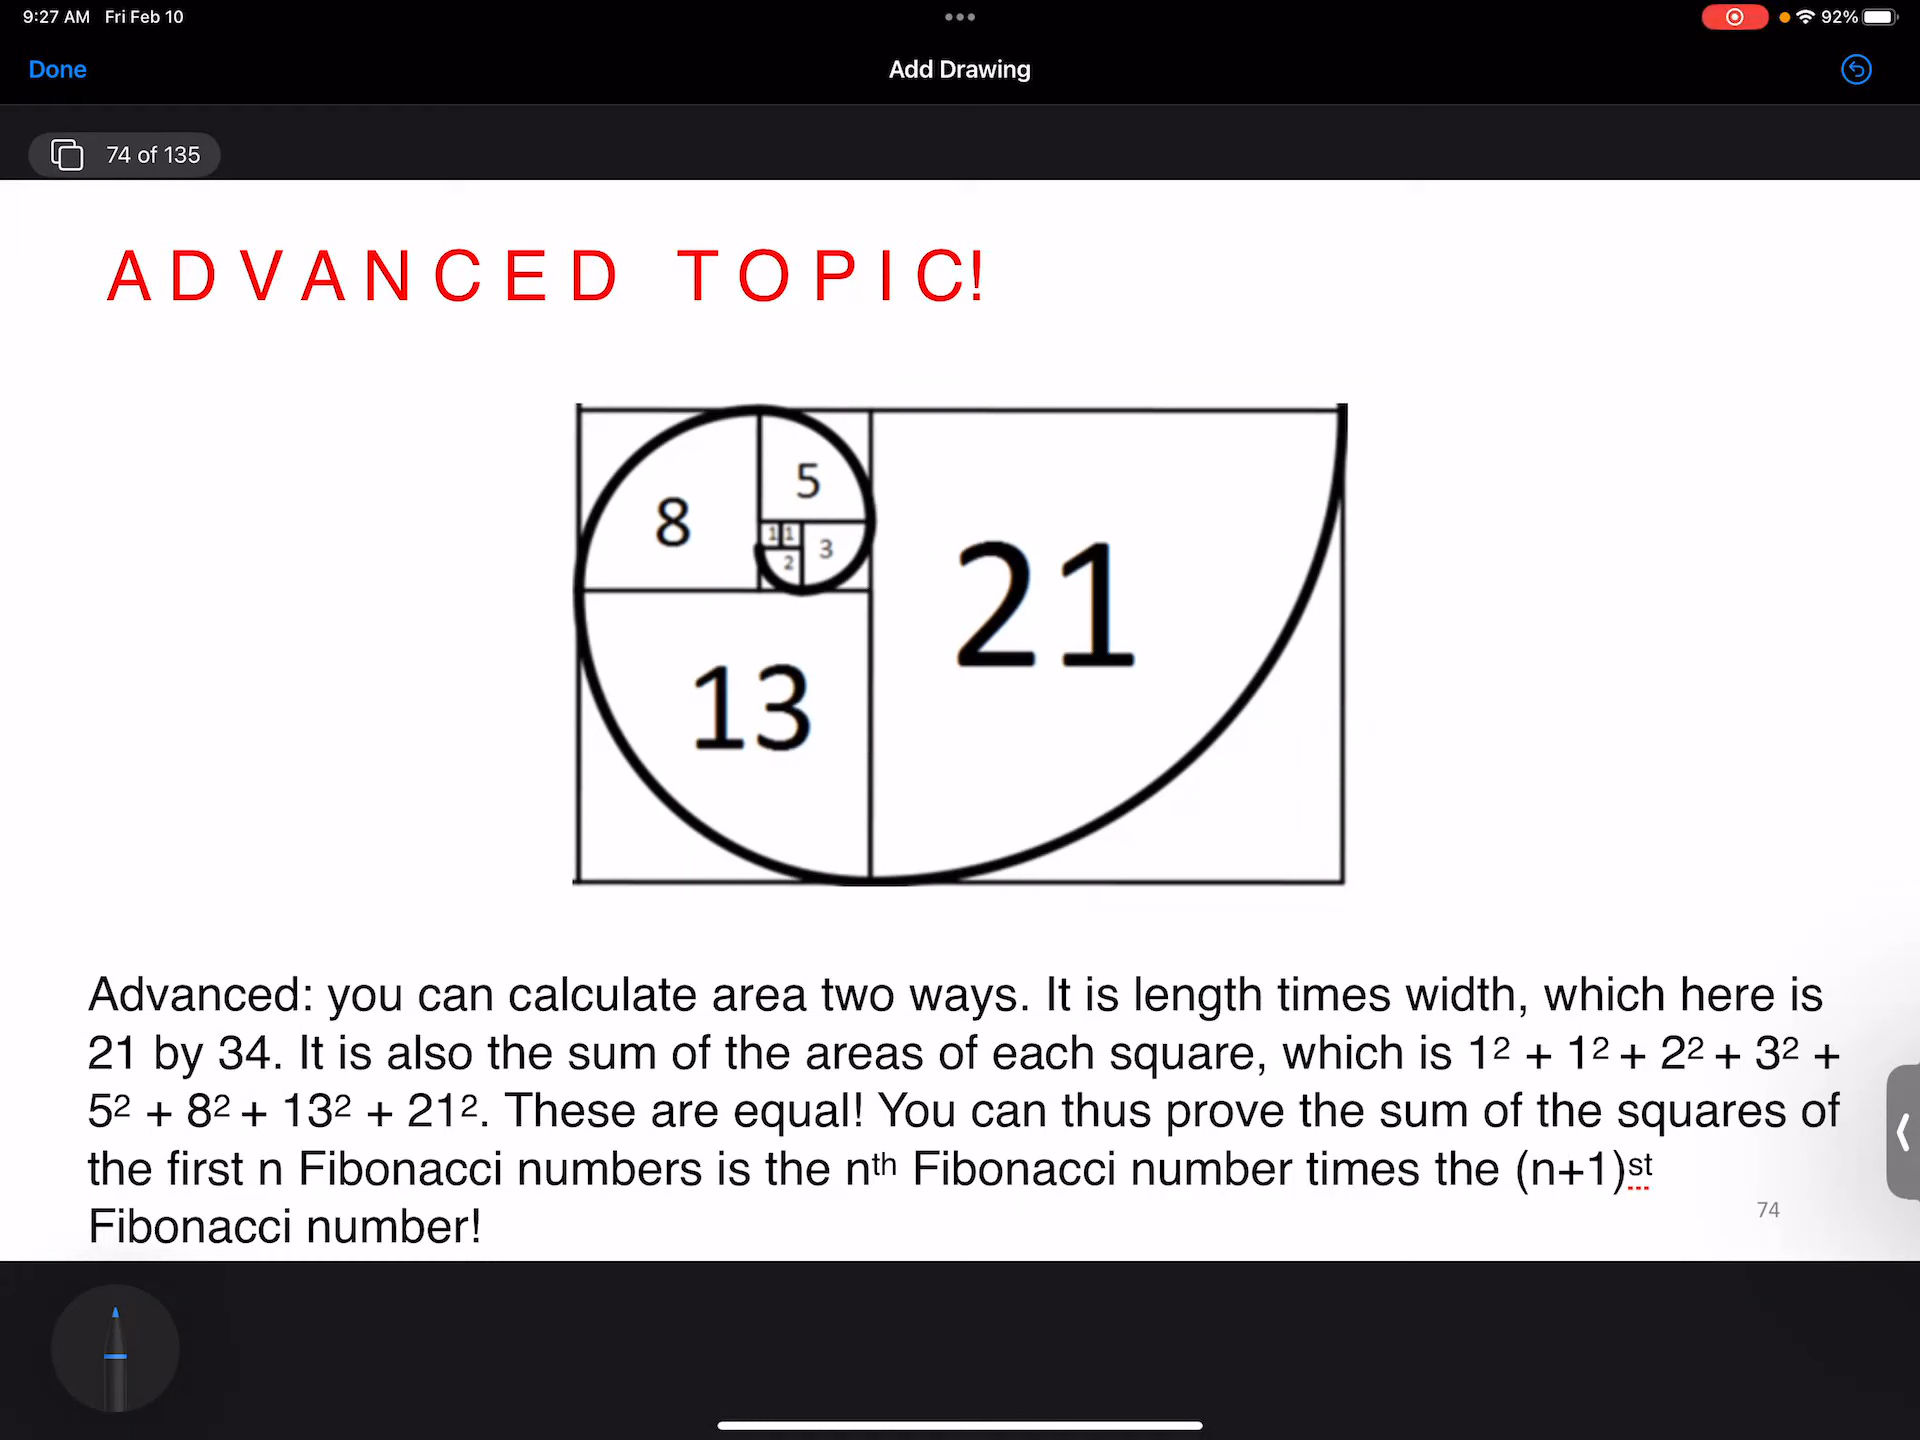 9:27 AM Fri Feb 10
92%
Done
Add Drawing
74 of 135
ADVANCED TOPIC!
8
5
1 1
3
2
21
13
Advanced: you can calculate area two ways. It is length times width, which here is
21 by 34. It is also the sum of the areas of each square, which is 1² + 1² + 2² + 3² +
5² + 8² + 13² + 21². These are equal! You can thus prove the sum of the squares of
the first n Fibonacci numbers is the nth Fibonacci number times the (n+1)st
Fibonacci number!
74